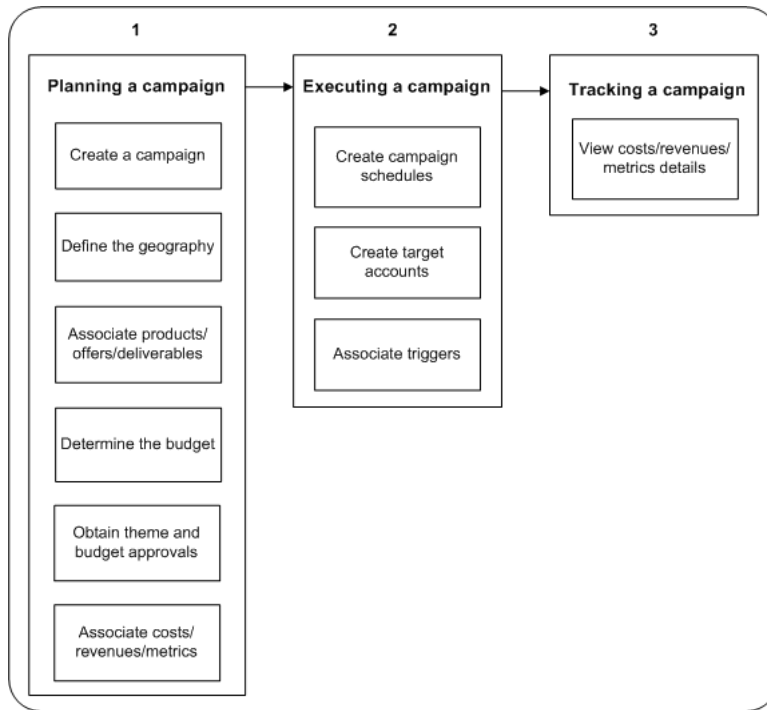 1
Planning a campaign
Create a campaign
Define the geography
Associate products/
offers/deliverables
Determine the budget
Obtain theme and
budget approvals
Associate costs/
revenues/metrics
2
Executing a campaign
Create campaign
schedules
Create target
accounts
Associate triggers
3
Tracking a campaign
View costs/revenues/
metrics details